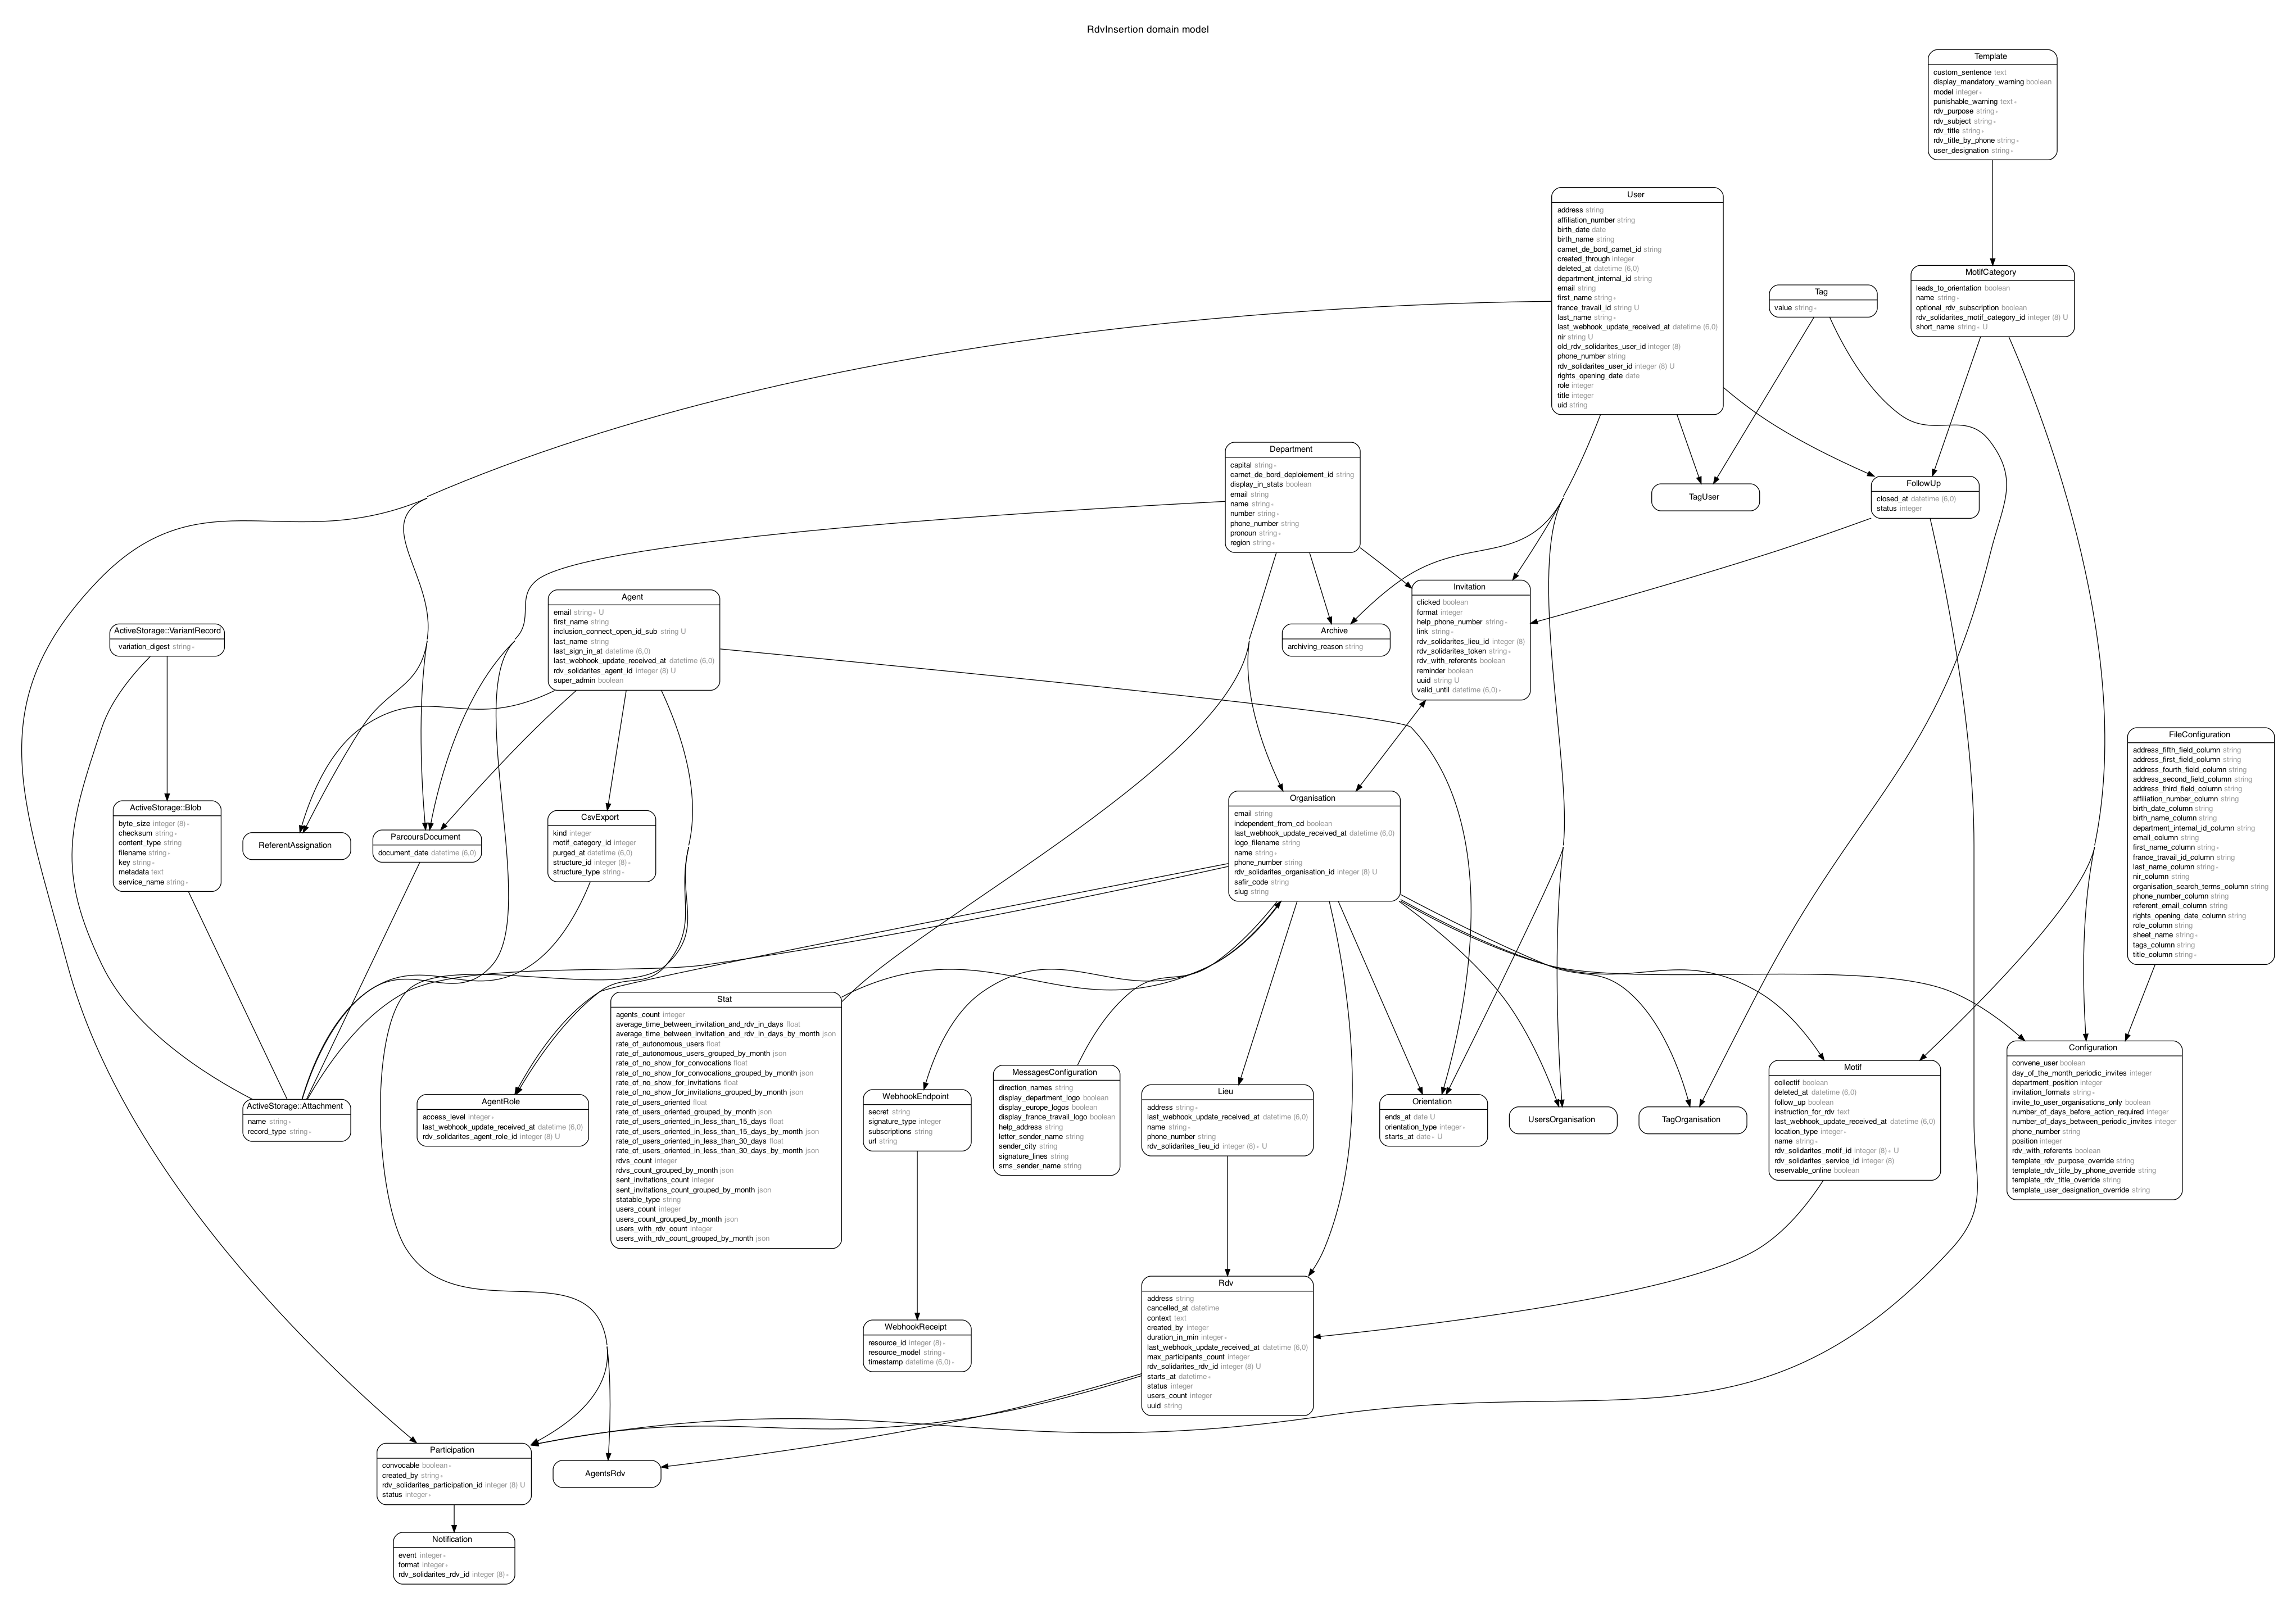 RdvInsertion domain model
Template
custom_sentence text
display_mandatory_warning boolean
model integer ∗
punishable_warning text ∗
rdv_purpose string ∗
rdv_subject string ∗
rdv_title string ∗
rdv_title_by_phone string ∗
user_designation string ∗
User
address string
affiliation_number string
birth_date date
birth_name string
carnet_de_bord_carnet_id string
created_through integer
deleted_at datetime (6,0)
department_internal_id string
email string
first_name string ∗
france_travail_id string U
last_name string ∗
last_webhook_update_received_at datetime (6,0)
nir string U
old_rdv_solidarites_user_id integer (8)
phone_number string
rdv_solidarites_user_id integer (8) U
rights_opening_date date
role integer
title integer
uid string
MotifCategory
leads_to_orientation boolean
name string ∗
optional_rdv_subscription boolean
rdv_solidarites_motif_category_id integer (8) U
short_name string ∗ U
Tag
value string ∗
Department
capital string ∗
carnet_de_bord_deploiement_id string
display_in_stats boolean
email string
name string ∗
number string ∗
phone_number string
pronoun string ∗
region string ∗
TagUser
FollowUp
closed_at datetime (6,0)
status integer
Invitation
clicked boolean
format integer
help_phone_number string ∗
link string ∗
rdv_solidarites_lieu_id integer (8)
rdv_solidarites_token string ∗
rdv_with_referents boolean
reminder boolean
uuid string U
valid_until datetime (6,0) ∗
Agent
email string ∗ U
first_name string
inclusion_connect_open_id_sub string U
last_name string
last_sign_in_at datetime (6,0)
last_webhook_update_received_at datetime (6,0)
rdv_solidarites_agent_id integer (8) U
super_admin boolean
ActiveStorage::VariantRecord
variation_digest string ∗
Archive
archiving_reason string
FileConfiguration
address_fifth_field_column string
address_first_field_column string
address_fourth_field_column string
address_second_field_column string
address_third_field_column string
affiliation_number_column string
birth_date_column string
birth_name_column string
department_internal_id_column string
email_column string
first_name_column string ∗
france_travail_id_column string
last_name_column string ∗
nir_column string
organisation_search_terms_column string
phone_number_column string
referent_email_column string
rights_opening_date_column string
role_column string
sheet_name string ∗
tags_column string
title_column string ∗
Organisation
email string
independent_from_cd boolean
last_webhook_update_received_at datetime (6,0)
logo_filename string
name string ∗
phone_number string
rdv_solidarites_organisation_id integer (8) U
safir_code string
slug string
ActiveStorage::Blob
byte_size integer (8) ∗
checksum string ∗
content_type string
filename string ∗
key string ∗
metadata text
service_name string ∗
ReferentAssignation
ParcoursDocument
document_date datetime (6,0)
CsvExport
kind integer
motif_category_id integer
purged_at datetime (6,0)
structure_id integer (8) ∗
structure_type string ∗
Stat
agents_count integer
average_time_between_invitation_and_rdv_in_days float
average_time_between_invitation_and_rdv_in_days_by_month json
rate_of_autonomous_users float
rate_of_autonomous_users_grouped_by_month json
rate_of_no_show_for_convocations float
rate_of_no_show_for_convocations_grouped_by_month json
rate_of_no_show_for_invitations float
rate_of_no_show_for_invitations_grouped_by_month json
rate_of_users_oriented float
rate_of_users_oriented_grouped_by_month json
rate_of_users_oriented_in_less_than_15_days float
rate_of_users_oriented_in_less_than_15_days_by_month json
rate_of_users_oriented_in_less_than_30_days float
rate_of_users_oriented_in_less_than_30_days_by_month json
rdvs_count integer
rdvs_count_grouped_by_month json
sent_invitations_count integer
sent_invitations_count_grouped_by_month json
statable_type string
users_count integer
users_count_grouped_by_month json
users_with_rdv_count integer
users_with_rdv_count_grouped_by_month json
ActiveStorage::Attachment
name string ∗
record_type string ∗
AgentRole
access_level integer ∗
last_webhook_update_received_at datetime (6,0)
rdv_solidarites_agent_role_id integer (8) U
WebhookEndpoint
secret string
signature_type integer
subscriptions string
url string
MessagesConfiguration
direction_names string
display_department_logo boolean
display_europe_logos boolean
display_france_travail_logo boolean
help_address string
letter_sender_name string
sender_city string
signature_lines string
sms_sender_name string
Lieu
address string ∗
last_webhook_update_received_at datetime (6,0)
name string ∗
phone_number string
rdv_solidarites_lieu_id integer (8) ∗ U
Orientation
ends_at date U
orientation_type integer ∗
starts_at date ∗ U
UsersOrganisation
TagOrganisation
Motif
collectif boolean
deleted_at datetime (6,0)
follow_up boolean
instruction_for_rdv text
last_webhook_update_received_at datetime (6,0)
location_type integer ∗
name string ∗
rdv_solidarites_motif_id integer (8) ∗ U
rdv_solidarites_service_id integer (8)
reservable_online boolean
Configuration
convene_user boolean
day_of_the_month_periodic_invites integer
department_position integer
invitation_formats string ∗
invite_to_user_organisations_only boolean
number_of_days_before_action_required integer
number_of_days_between_periodic_invites integer
phone_number string
position integer
rdv_with_referents boolean
template_rdv_purpose_override string
template_rdv_title_by_phone_override string
template_rdv_title_override string
template_user_designation_override string
Rdv
address string
cancelled_at datetime
context text
created_by integer
duration_in_min integer ∗
last_webhook_update_received_at datetime (6,0)
max_participants_count integer
rdv_solidarites_rdv_id integer (8) U
starts_at datetime ∗
status integer
users_count integer
uuid string
WebhookReceipt
resource_id integer (8) ∗
resource_model string ∗
timestamp datetime (6,0) ∗
Participation
convocable boolean ∗
created_by string ∗
rdv_solidarites_participation_id integer (8) U
status integer ∗
AgentsRdv
Notification
event integer ∗
format integer ∗
rdv_solidarites_rdv_id integer (8) ∗